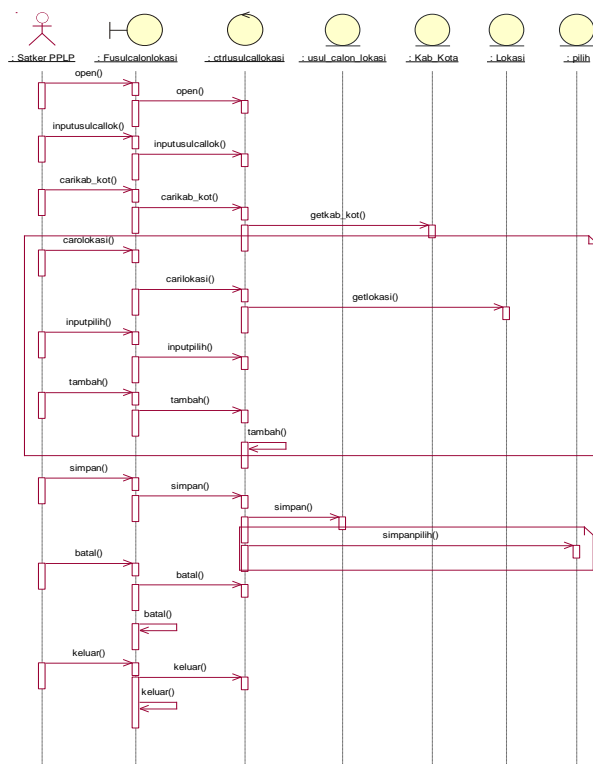 : Satker PPLP : Fusulcalonlokasi : ctrlusulcallokasi : usul_calon_lokasi : Kab_Kota : Lokasi : pilih
open()
open()
inputusulcallok()
inputusulcallok()
carikab_kot()
carikab_kot()
getkab_kot()
carolokasi()
carilokasi()
getlokasi()
inputpilih()
inputpilih()
tambah()
tambah()
tambah()
simpan()
simpan()
simpan()
simpanpilih()
batal()
batal()
batal()
keluar()
keluar()
keluar()